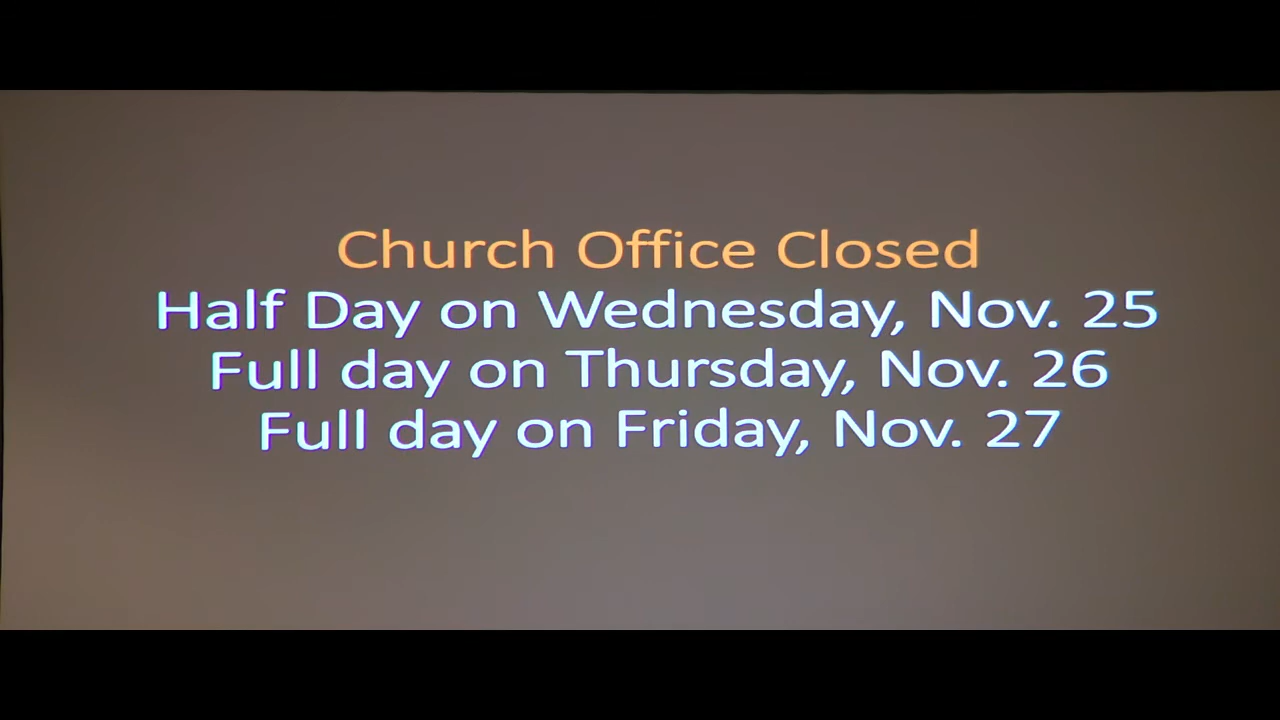 Church Office Closed
Half Day on Wednesday, Nov. 25
Full day on Thursday, Nov. 26
Full day on Friday, Nov. 27